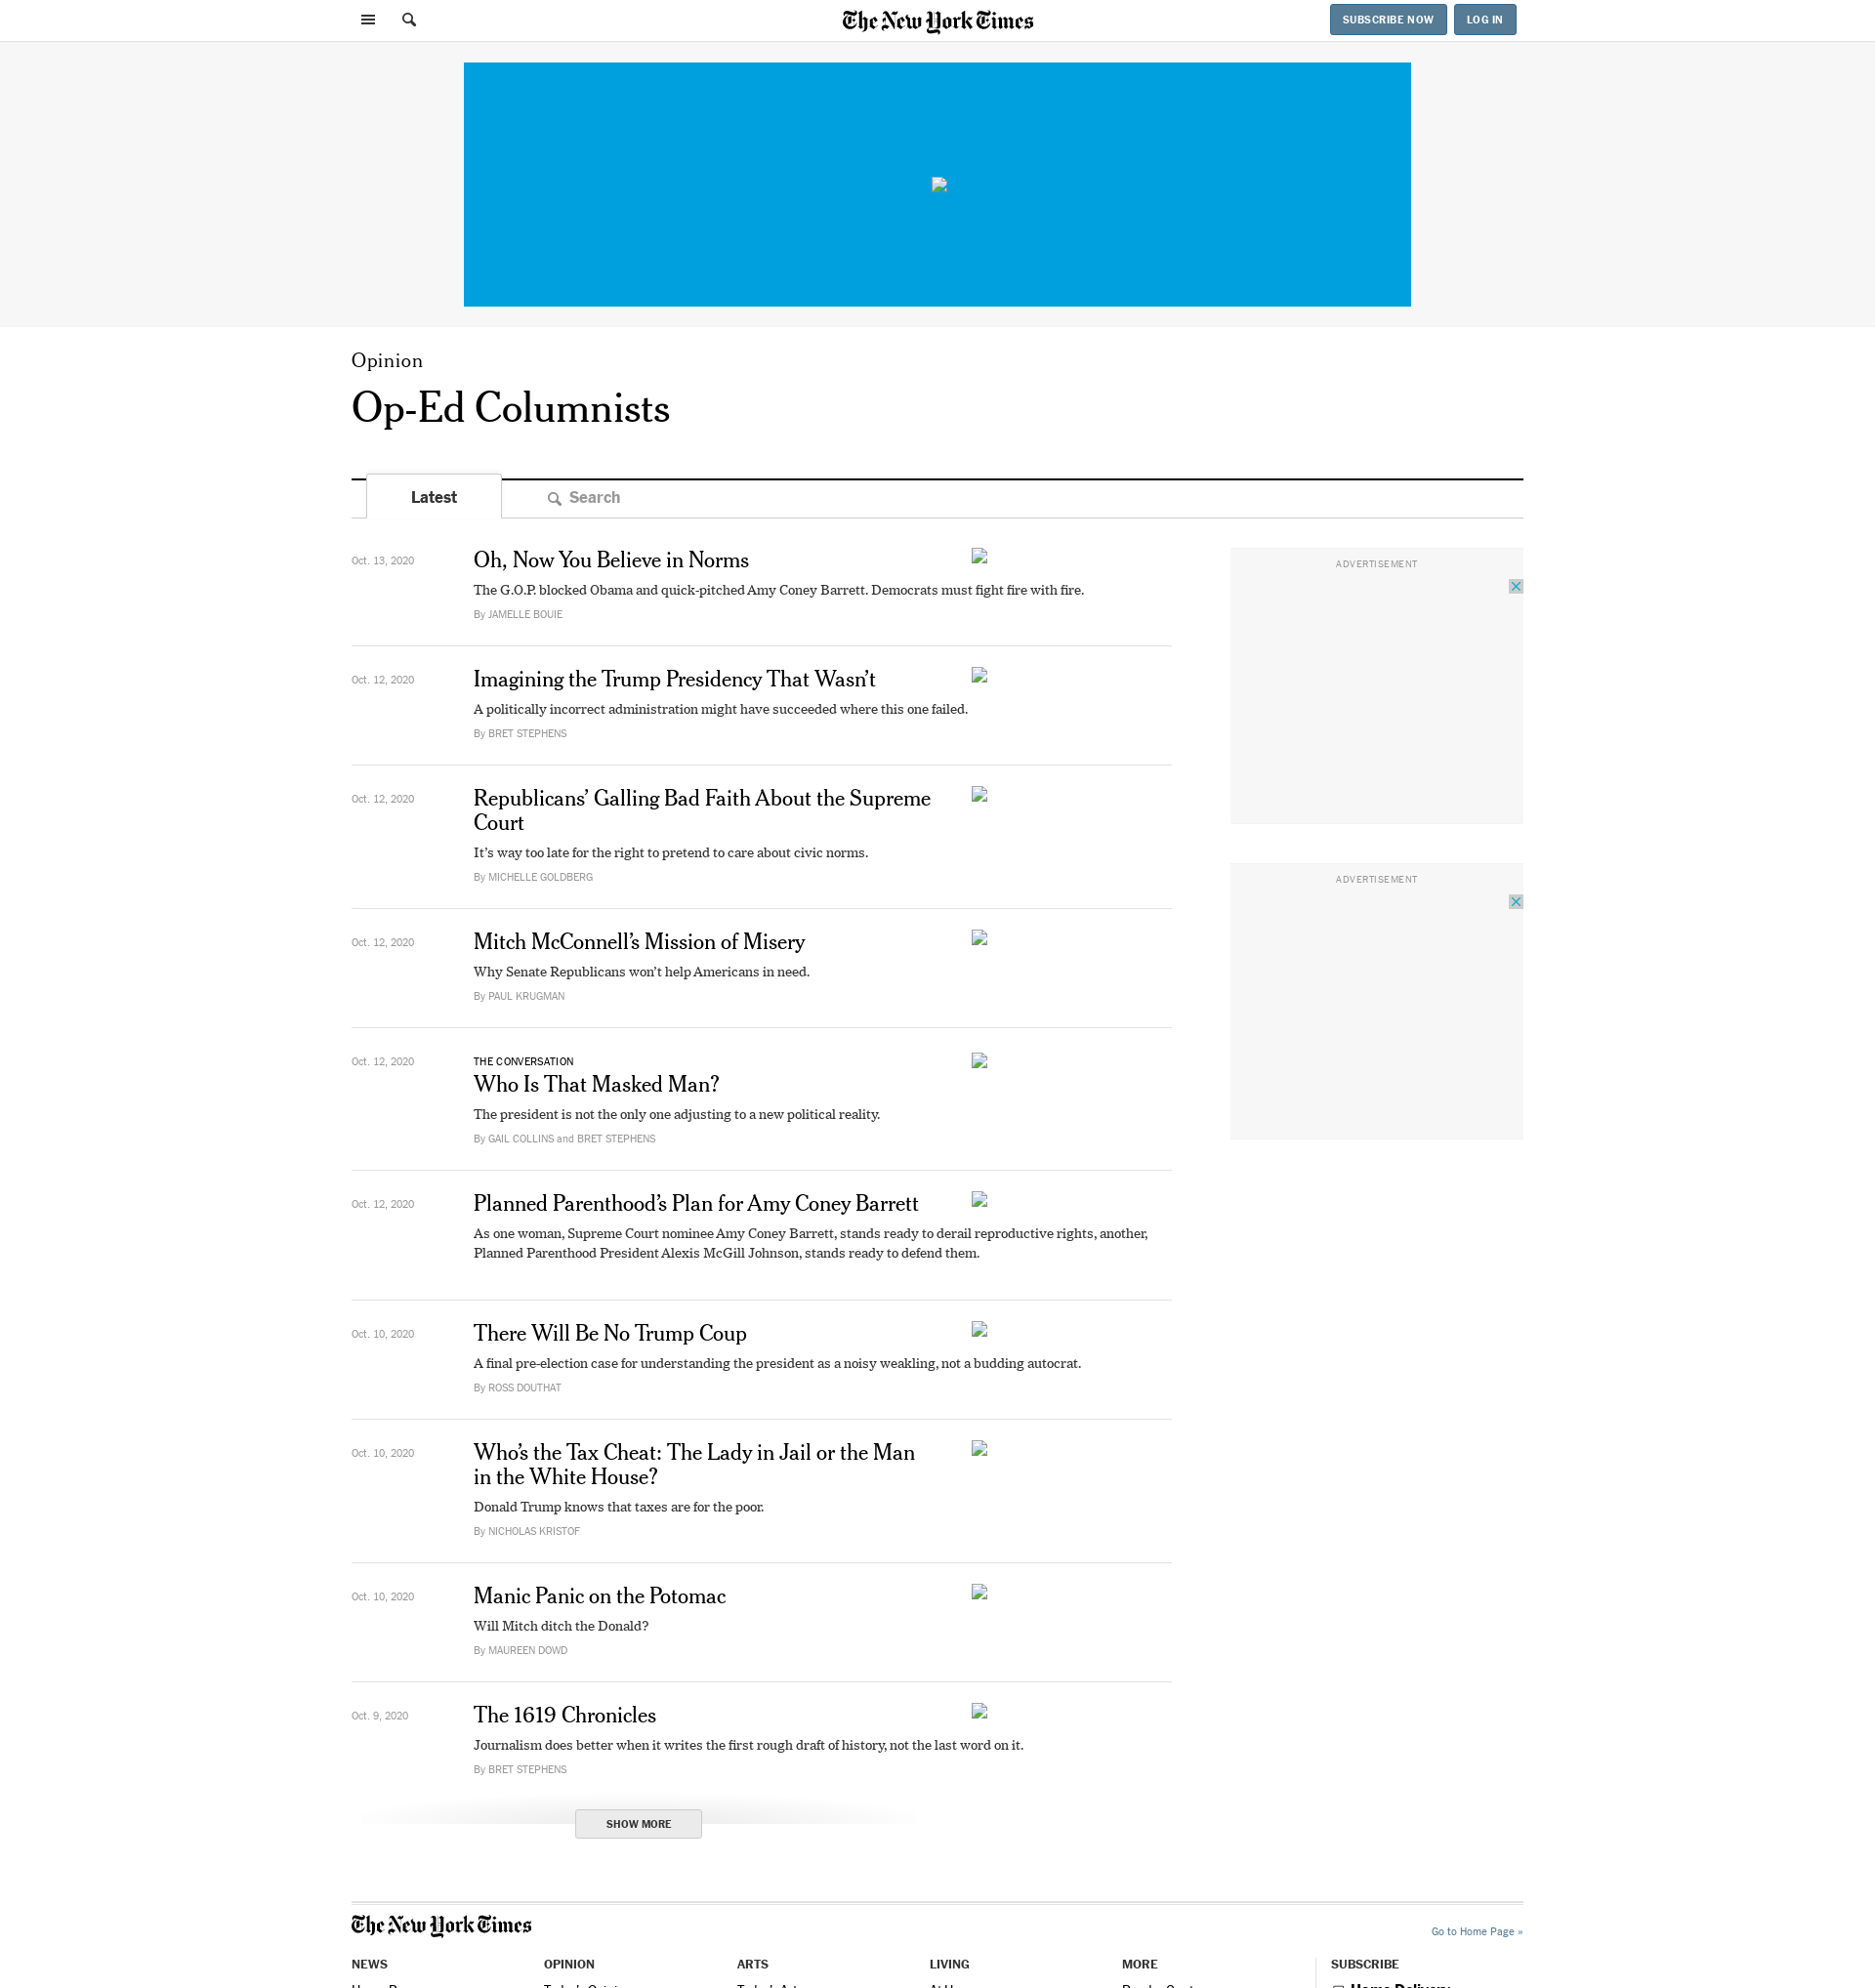 The New York Times
SUBSCRIBE NOW
LOG IN
Opinion
Op-Ed Columnists
Latest
Search
Oct. 13, 2020
Oh, Now You Believe in Norms
The G.O.P. blocked Obama and quick-pitched Amy Coney Barrett. Democrats must fight fire with fire.
By JAMELLE BOUIE
ADVERTISEMENT
Oct. 12, 2020
Imagining the Trump Presidency That Wasn’t
A politically incorrect administration might have succeeded where this one failed.
By BRET STEPHENS
Oct. 12, 2020
Republicans’ Galling Bad Faith About the Supreme
Court
It’s way too late for the right to pretend to care about civic norms.
By MICHELLE GOLDBERG
ADVERTISEMENT
Oct. 12, 2020
Mitch McConnell’s Mission of Misery
Why Senate Republicans won’t help Americans in need.
By PAUL KRUGMAN
Oct. 12, 2020
THE CONVERSATION
Who Is That Masked Man?
The president is not the only one adjusting to a new political reality.
By GAIL COLLINS and BRET STEPHENS
Oct. 12, 2020
Planned Parenthood’s Plan for Amy Coney Barrett
As one woman, Supreme Court nominee Amy Coney Barrett, stands ready to derail reproductive rights, another,
Planned Parenthood President Alexis McGill Johnson, stands ready to defend them.
Oct. 10, 2020
There Will Be No Trump Coup
A final pre-election case for understanding the president as a noisy weakling, not a budding autocrat.
By ROSS DOUTHAT
Oct. 10, 2020
Who’s the Tax Cheat: The Lady in Jail or the Man
in the White House?
Donald Trump knows that taxes are for the poor.
By NICHOLAS KRISTOF
Oct. 10, 2020
Manic Panic on the Potomac
Will Mitch ditch the Donald?
By MAUREEN DOWD
Oct. 9, 2020
The 1619 Chronicles
Journalism does better when it writes the first rough draft of history, not the last word on it.
By BRET STEPHENS
SHOW MORE
The New York Times
Go to Home Page »
NEWS
OPINION
ARTS
LIVING
MORE
SUBSCRIBE
Home Delivery